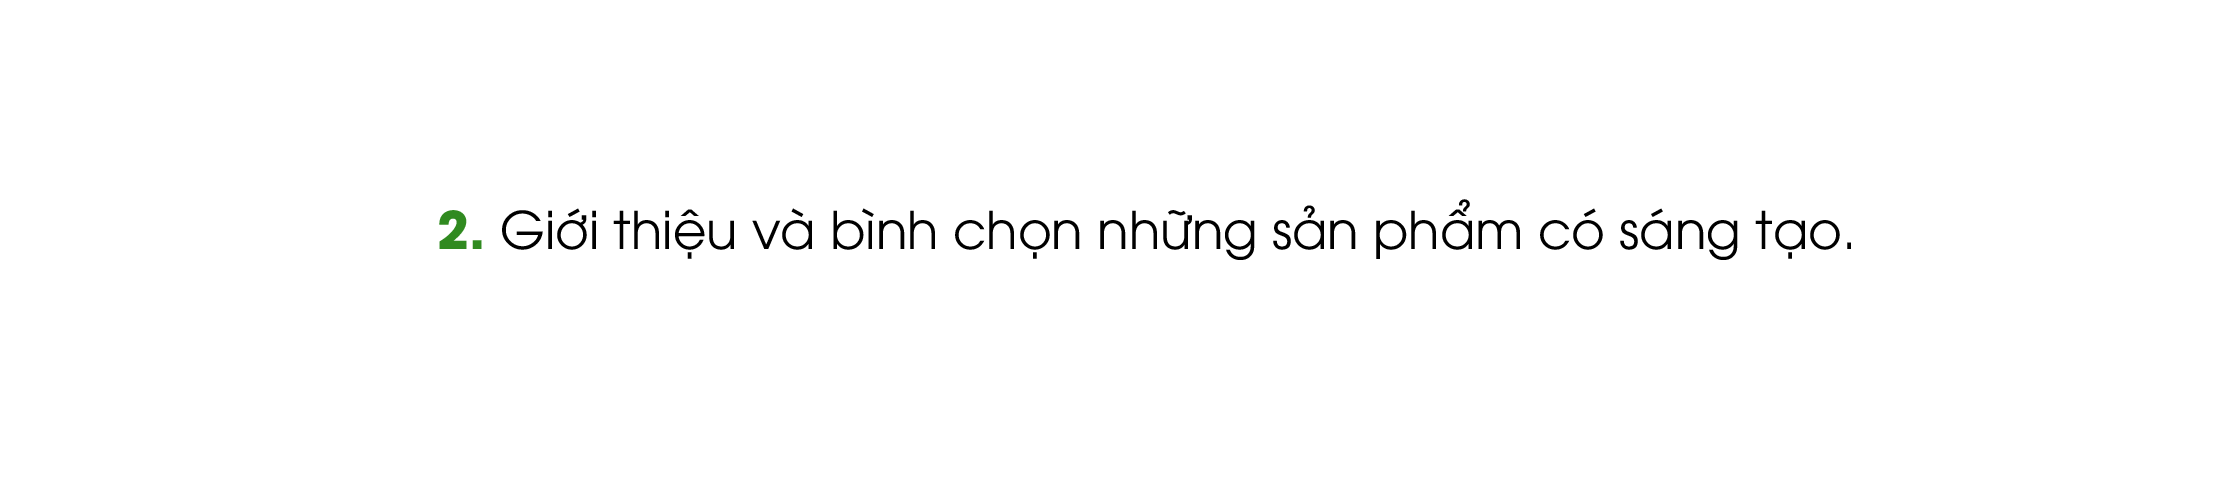 2. Giới thiệu và bình chọn những sản phẩm có sáng tạo.